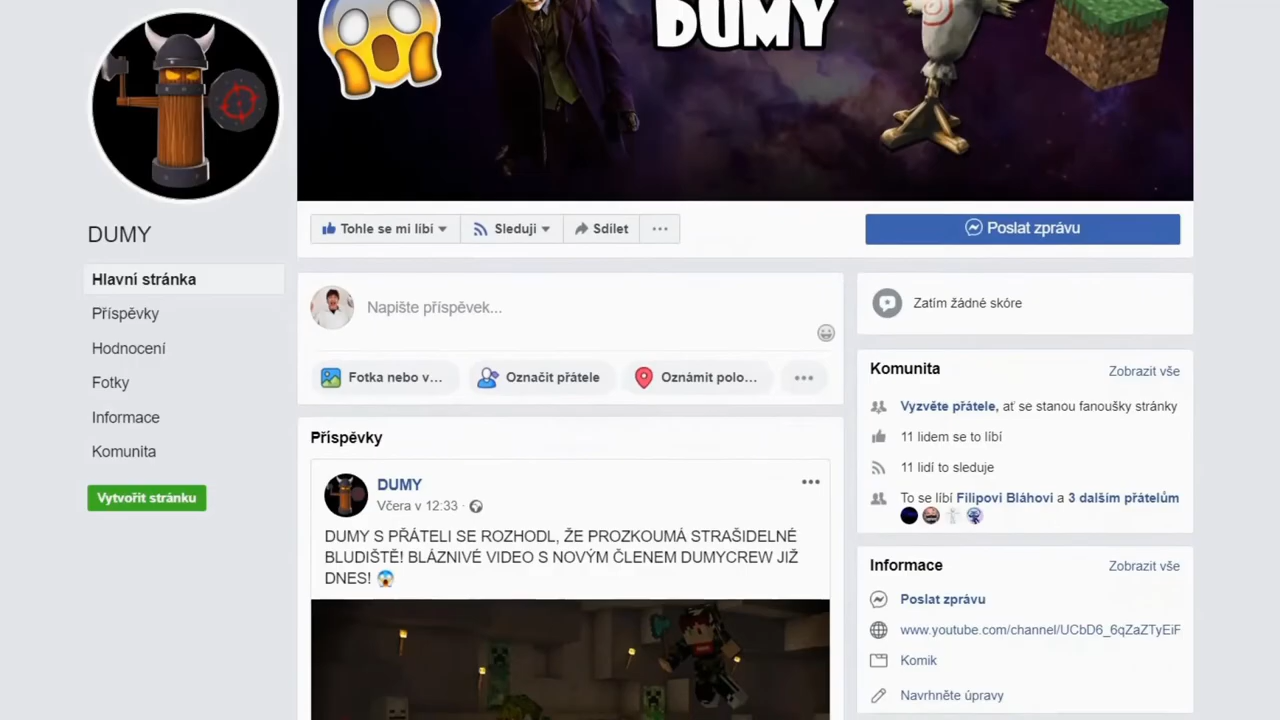 DUMY
DUMY
Hlavní stránka
Příspěvky
Hodnocení
Fotky
Informace
Komunita
Vytvořit stránku
Tohle se mi líbí
Sleduji
Sdílet
Poslat zprávu
Napište příspěvek...
Fotka nebo v...
Označit přátele
Oznámit polo...
Příspěvky
DUMY
Včera v 12:33
DUMY S PŘÁTELI SE ROZHODL, ŽE PROZKOUMÁ STRAŠIDELNÉ
BLUDIŠTĚ! BLÁZNIVÉ VIDEO S NOVÝM ČLENEM DUMYCREW JIŽ
DNES!
Zatím žádné skóre
Komunita
Zobrazit vše
Vyzvěte přátele, ať se stanou fanoušky stránky
11 lidem se to líbí
11 lidí to sleduje
To se líbí Filipovi Bláhovi a 3 dalším přátelům
Informace
Zobrazit vše
Poslat zprávu
www.youtube.com/channel/UCbD6_6qZaZTyEiF
Komik
Navrhněte úpravy